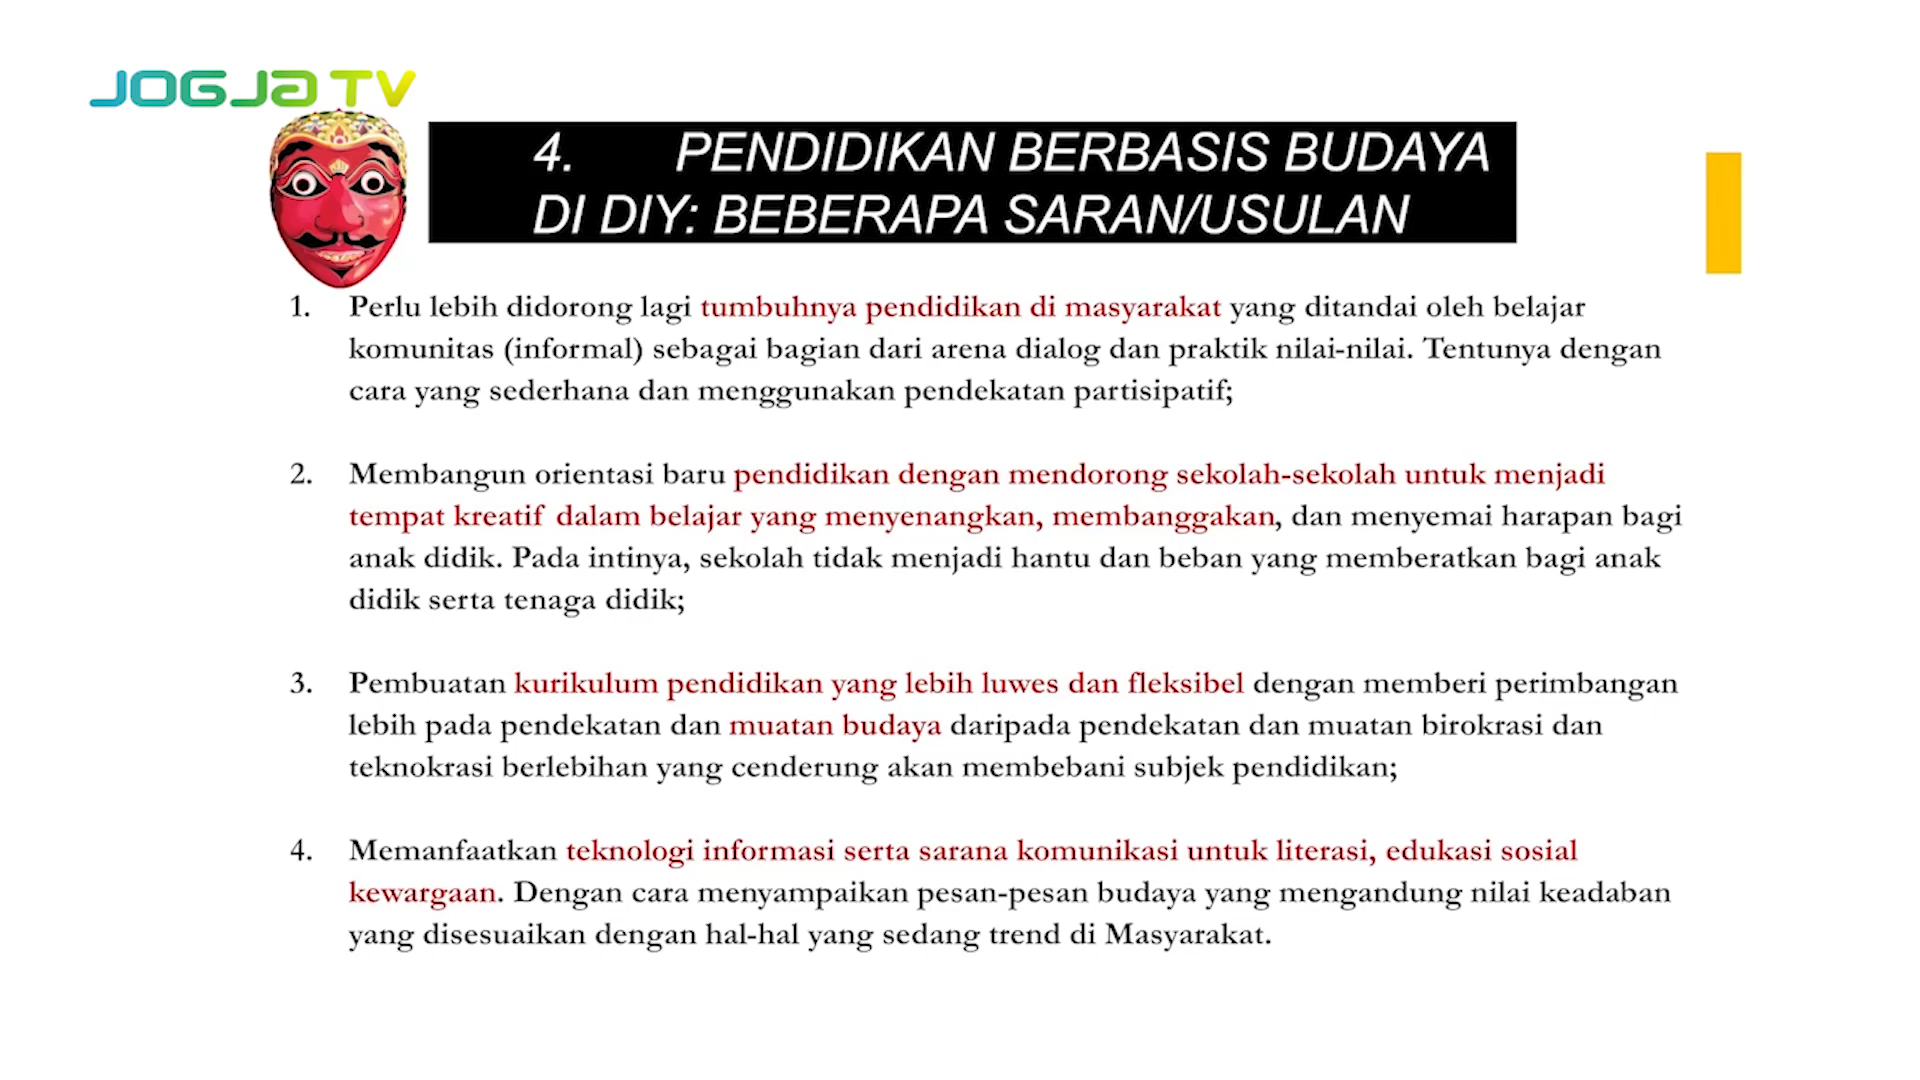 JOGJA TV
4. PENDIDIKAN BERBASIS BUDAYA
DI DIY: BEBERAPA SARAN/USULAN
1. Perlu lebih didorong lagi tumbuhnya pendidikan di masyarakat yang ditandai oleh belajar
komunitas (informal) sebagai bagian dari arena dialog dan praktik nilai-nilai. Tentunya dengan
cara yang sederhana dan menggunakan pendekatan partisipatif;
2. Membangun orientasi baru pendidikan dengan mendorong sekolah-sekolah untuk menjadi
tempat kreatif dalam belajar yang menyenangkan, membanggakan, dan menyemai harapan bagi
anak didik. Pada intinya, sekolah tidak menjadi hantu dan beban yang memberatkan bagi anak
didik serta tenaga didik;
3. Pembuatan kurikulum pendidikan yang lebih luwes dan fleksibel dengan memberi perimbangan
lebih pada pendekatan dan muatan budaya daripada pendekatan dan muatan birokrasi dan
teknokrasi berlebihan yang cenderung akan membebani subjek pendidikan;
4. Memanfaatkan teknologi informasi serta sarana komunikasi untuk literasi, edukasi sosial
kewargaan. Dengan cara menyampaikan pesan-pesan budaya yang mengandung nilai keadaban
yang disesuaikan dengan hal-hal yang sedang trend di Masyarakat.